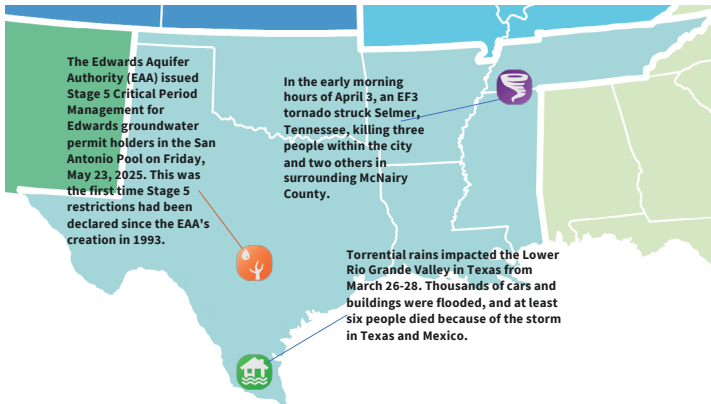 The Edwards Aquifer
Authority (EAA) issued
Stage 5 Critical Period
Management for
Edwards groundwater
permit holders in the San
Antonio Pool on Friday,
May 23, 2025. This was
the first time Stage 5
restrictions had been
declared since the EAA's
creation in 1993.
In the early morning
hours of April 3, an EF3
tornado struck Selmer,
Tennessee, killing three
people within the city
and two others in
surrounding McNairy
County.
Torrential rains impacted the Lower
Rio Grande Valley in Texas from
March 26-28. Thousands of cars and
buildings were flooded, and at least
six people died because of the storm
in Texas and Mexico.